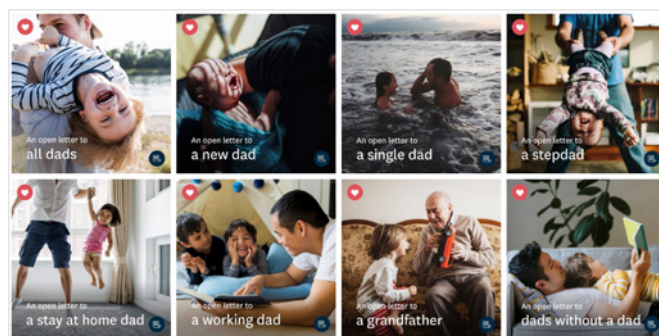 An open letter to
all dads
An open letter to
a new dad
An open letter to
a single dad
An open letter to
a stepdad
An open letter to
a stay at home dad
An open letter to
a working dad
An open letter to
a grandfather
An open letter to
dads without a dad